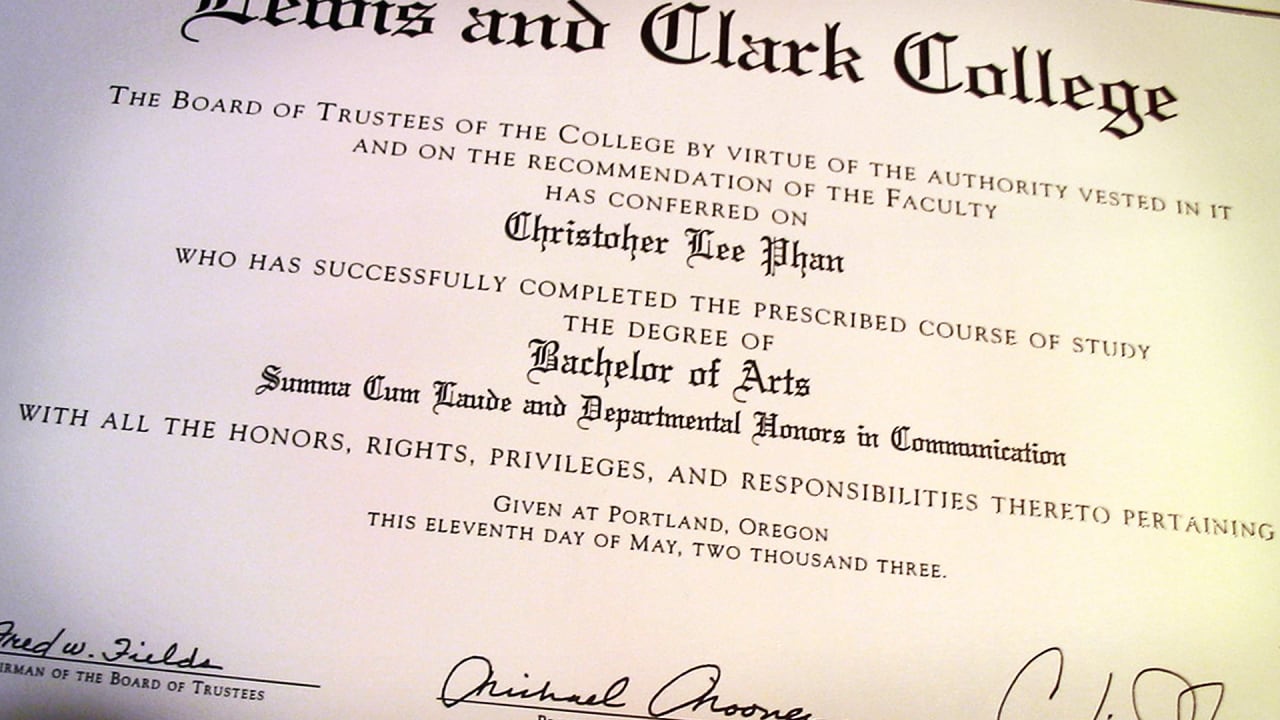 Lewis and Clark College
The Board of Trustees of the College by virtue of the authority vested in it
and on the recommendation of the Faculty
has conferred on
Christoher Lee Phan
who has successfully completed the prescribed course of study
the degree of
Bachelor of Arts
Summa Cum Laude and Departmental Honors in Communication
with all the honors, rights, privileges, and responsibilities thereto pertaining
Given at Portland, Oregon
this eleventh day of May, two thousand three.
Fred W. Fields
irman of the Board of Trustees
Michael Mooney